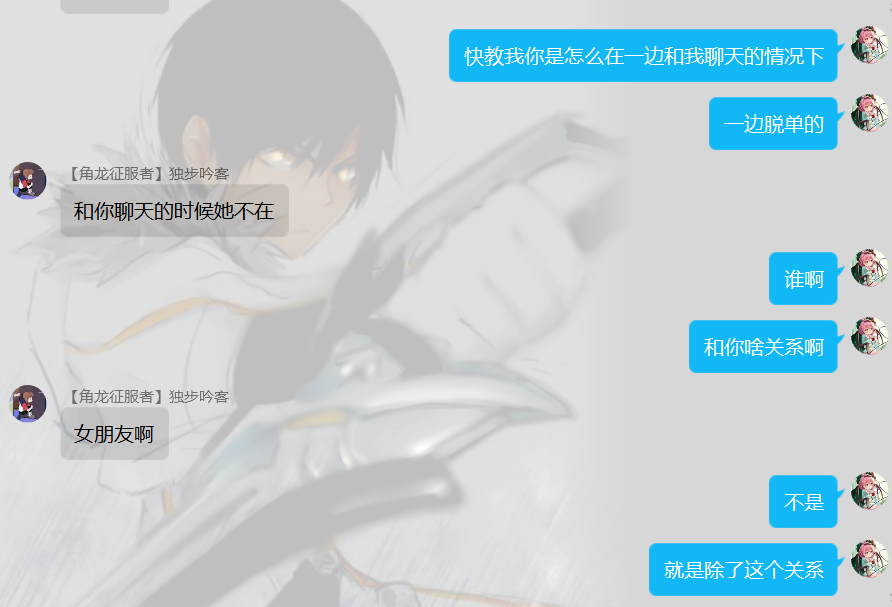 快教我你是怎么在一边和我聊天的情况下
一边脱单的
【角龙征服者】独步吟客
和你聊天的时候她不在
谁啊
和你啥关系啊
【角龙征服者】独步吟客
女朋友啊
不是
就是除了这个关系